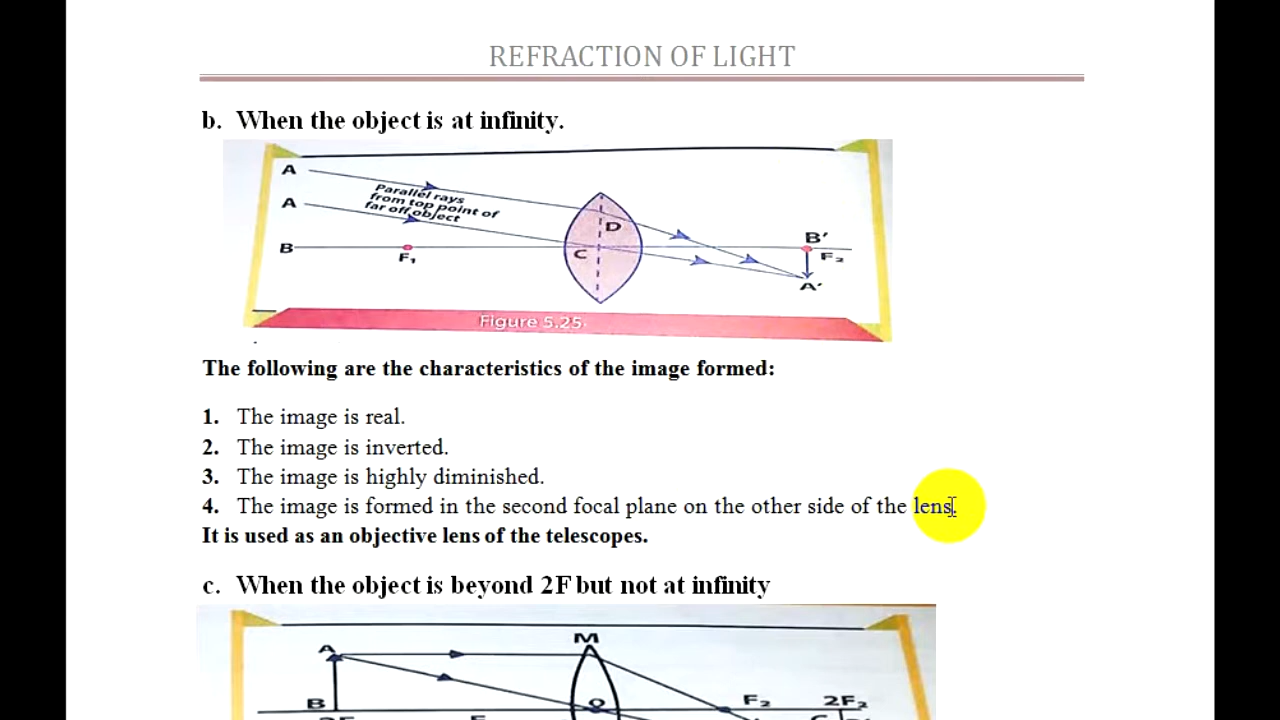 REFRACTION OF LIGHT
b. When the object is at infinity.
A
Parallel rays
from top point of
far off object
A
D
B
F₁
C
B'
F₂
A'
Figure 5.25
The following are the characteristics of the image formed:
1. The image is real.
2. The image is inverted.
3. The image is highly diminished.
4. The image is formed in the second focal plane on the other side of the lens.
It is used as an objective lens of the telescopes.
c. When the object is beyond 2F but not at infinity
M
A
B
O
F₂
2F₂